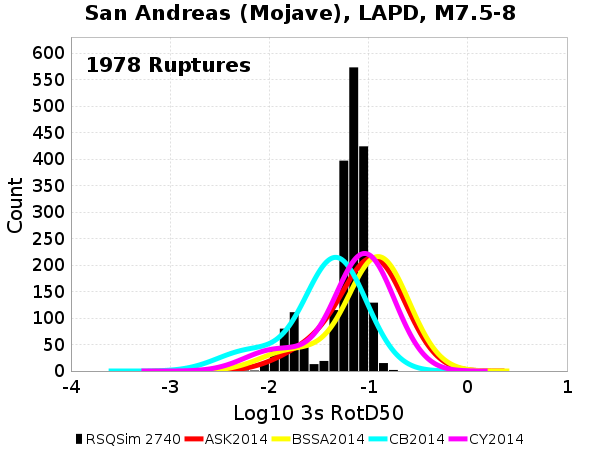 San Andreas (Mojave), LAPD, M7.5-8
1978 Ruptures
600
550
500
450
400
350
300
250
200
150
100
50
0
Count
-4 -3 -2 -1 0 1
Log10 3s RotD50
RSQSim 2740 ASK2014 BSSA2014 CB2014 CY2014